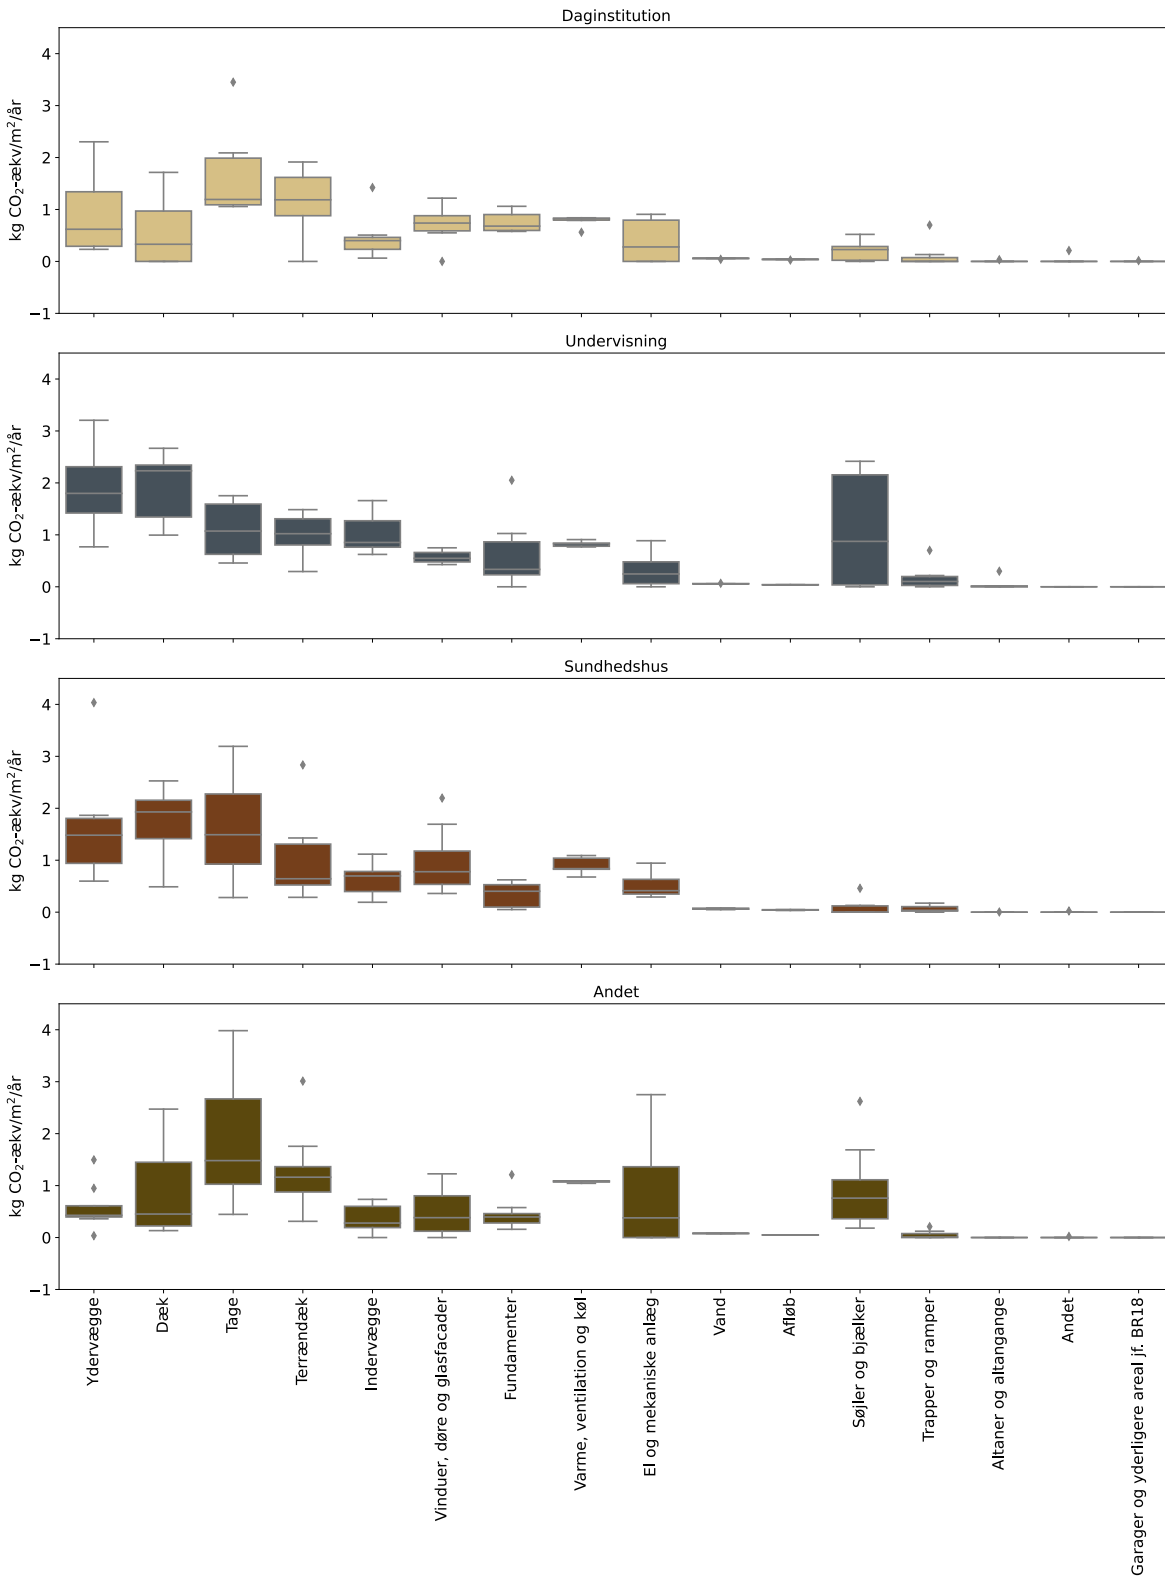 Daginstitution
4
3
2
1
0
−1
kg CO₂-ækv/m²/år
Undervisning
4
3
2
1
0
−1
kg CO₂-ækv/m²/år
Sundhedshus
4
3
2
1
0
−1
kg CO₂-ækv/m²/år
Andet
4
3
2
1
0
−1
kg CO₂-ækv/m²/år
Ydervægge
Dæk
Tage
Terrændæk
Indervægge
Vinduer, døre og glasfacader
Fundamenter
Varme, ventilation og køl
El og mekaniske anlæg
Vand
Afløb
Søjler og bjælker
Trapper og ramper
Altaner og altangange
Andet
Garager og yderligere areal jf. BR18